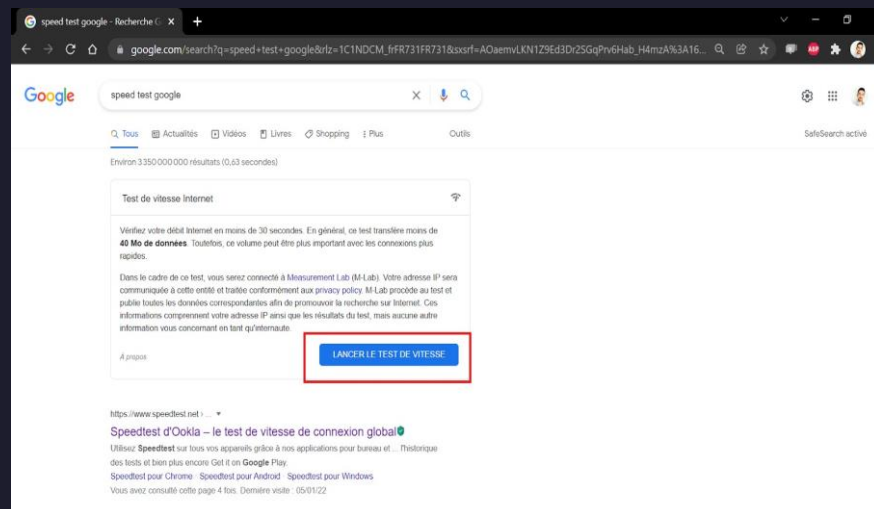 speed test google - Recherche G
google.com/search?q=speed+test+google&rlz=1C1NDCM_frFR731FR731&sxsrf=AOaemvLKN1Z9Ed3Dr2SGqPrv6Hab_H4mzA%3A16...
Google
speed test google
Tous Actualités Vidéos Livres Shopping Plus Outils
SafeSearch activé
Environ 3 350 000 000 résultats (0,63 secondes)
Test de vitesse Internet
Vérifiez votre débit Internet en moins de 30 secondes. En général, ce test transfère moins de
40 Mo de données. Toutefois, ce volume peut être plus important avec les connexions plus
rapides.
Dans le cadre de ce test, vous serez connecté à Measurement Lab (M-Lab). Votre adresse IP sera
communiquée à cette entité et traitée conformément aux privacy policy. M-Lab procède au test et
publie toutes les données correspondantes afin de promouvoir la recherche sur Internet. Ces
informations comprennent votre adresse IP ainsi que les résultats du test, mais aucune autre
information vous concernant en tant qu'internaute.
À propos
LANCER LE TEST DE VITESSE
https://www.speedtest.net › ...
Speedtest d'Ookla – le test de vitesse de connexion global
Utilisez Speedtest sur tous vos appareils grâce à nos applications pour bureau et ... l'historique
des tests et bien plus encore Get it on Google Play.
Speedtest pour Chrome · Speedtest pour Android · Speedtest pour Windows
Vous avez consulté cette page 4 fois. Dernière visite : 05/01/22